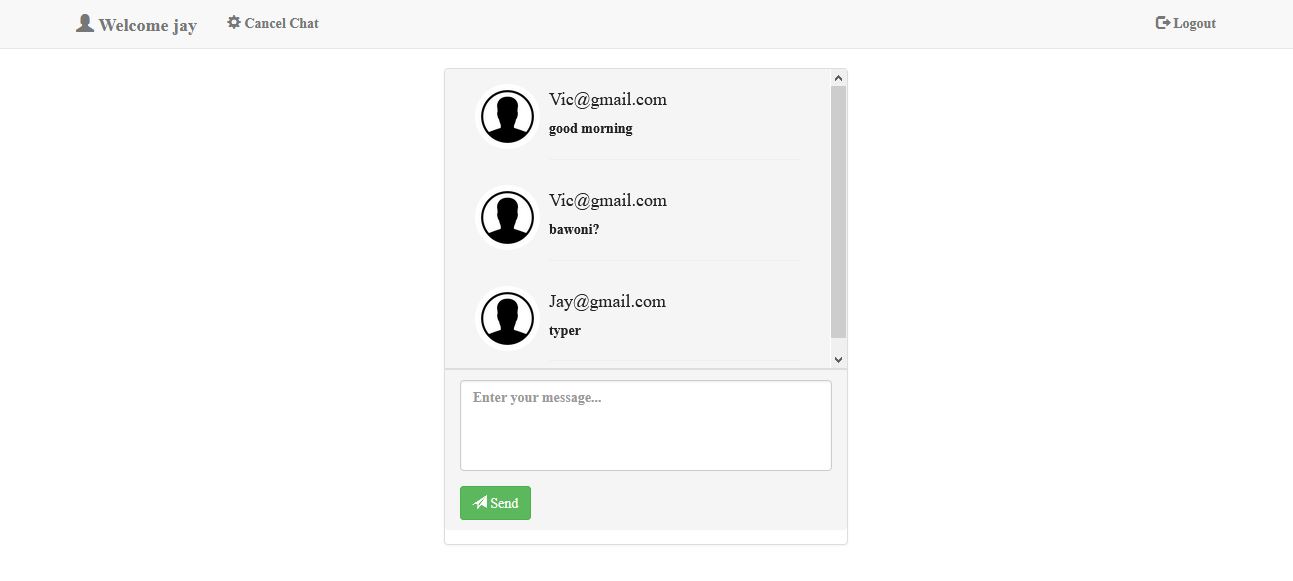 Welcome jay
Cancel Chat
Logout
Vic@gmail.com
good morning
Vic@gmail.com
bawoni?
Jay@gmail.com
typer
Enter your message...
Send